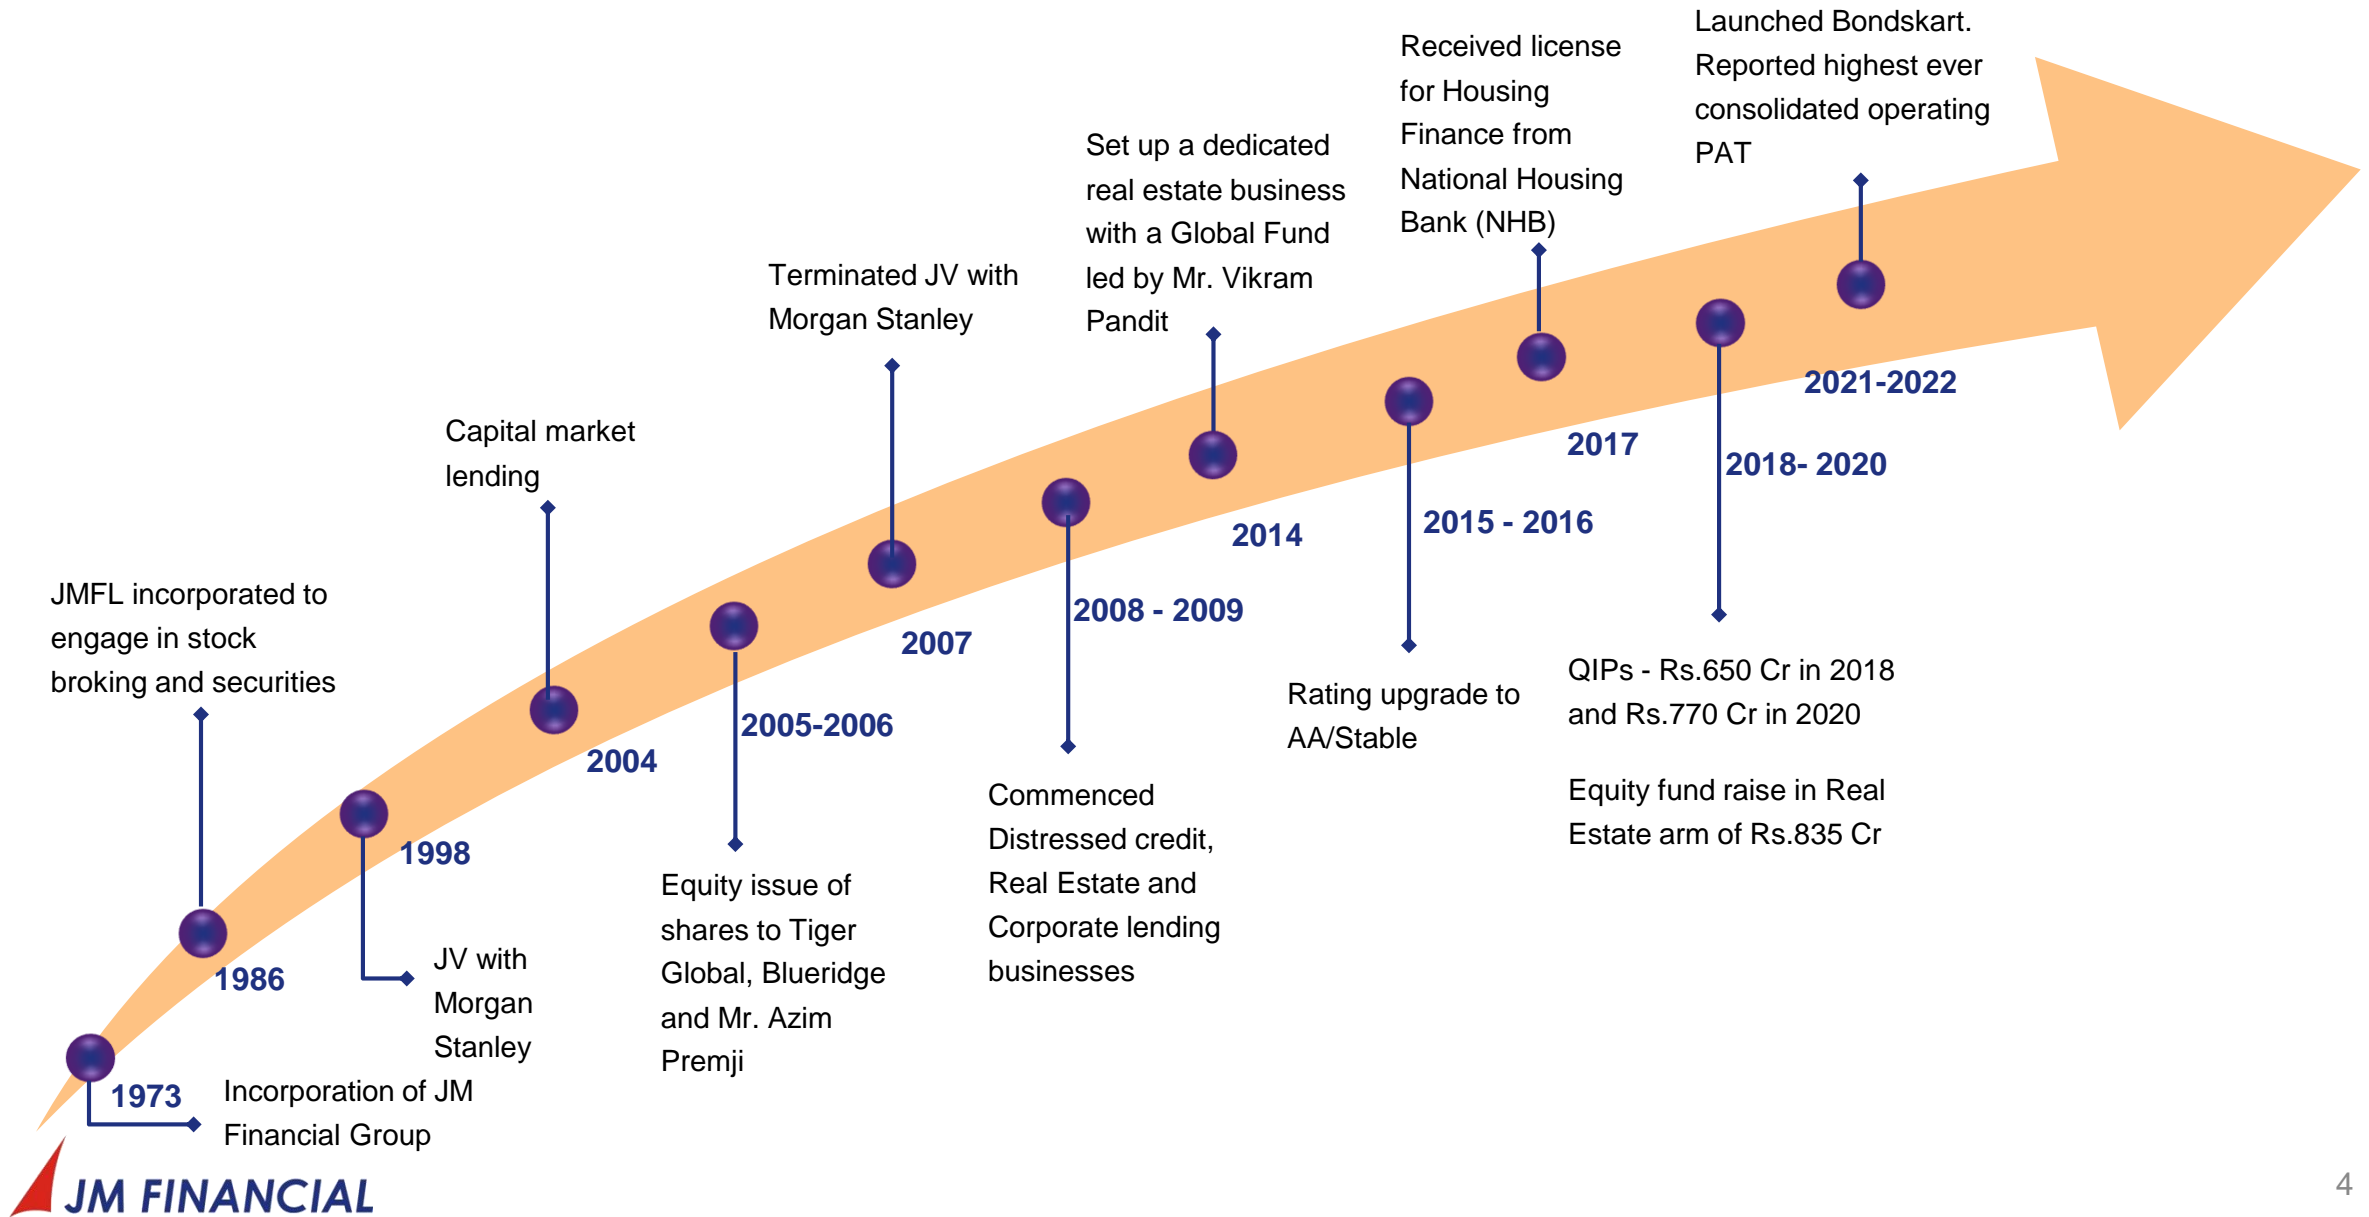 Incorporation of JM
Financial Group
1973
JMFL incorporated to
engage in stock
broking and securities
1986
JV with
Morgan
Stanley
1998
Capital market
lending
2004
Equity issue of
shares to Tiger
Global, Blueridge
and Mr. Azim
Premji
2005-2006
Terminated JV with
Morgan Stanley
2007
Commenced
Distressed credit,
Real Estate and
Corporate lending
businesses
2008 - 2009
Set up a dedicated
real estate business
with a Global Fund
led by Mr. Vikram
Pandit
2014
Rating upgrade to
AA/Stable
2015 - 2016
Received license
for Housing
Finance from
National Housing
Bank (NHB)
2017
QIPs - Rs.650 Cr in 2018
and Rs.770 Cr in 2020
Equity fund raise in Real
Estate arm of Rs.835 Cr
2018- 2020
Launched Bondskart.
Reported highest ever
consolidated operating
PAT
2021-2022
JM FINANCIAL
4